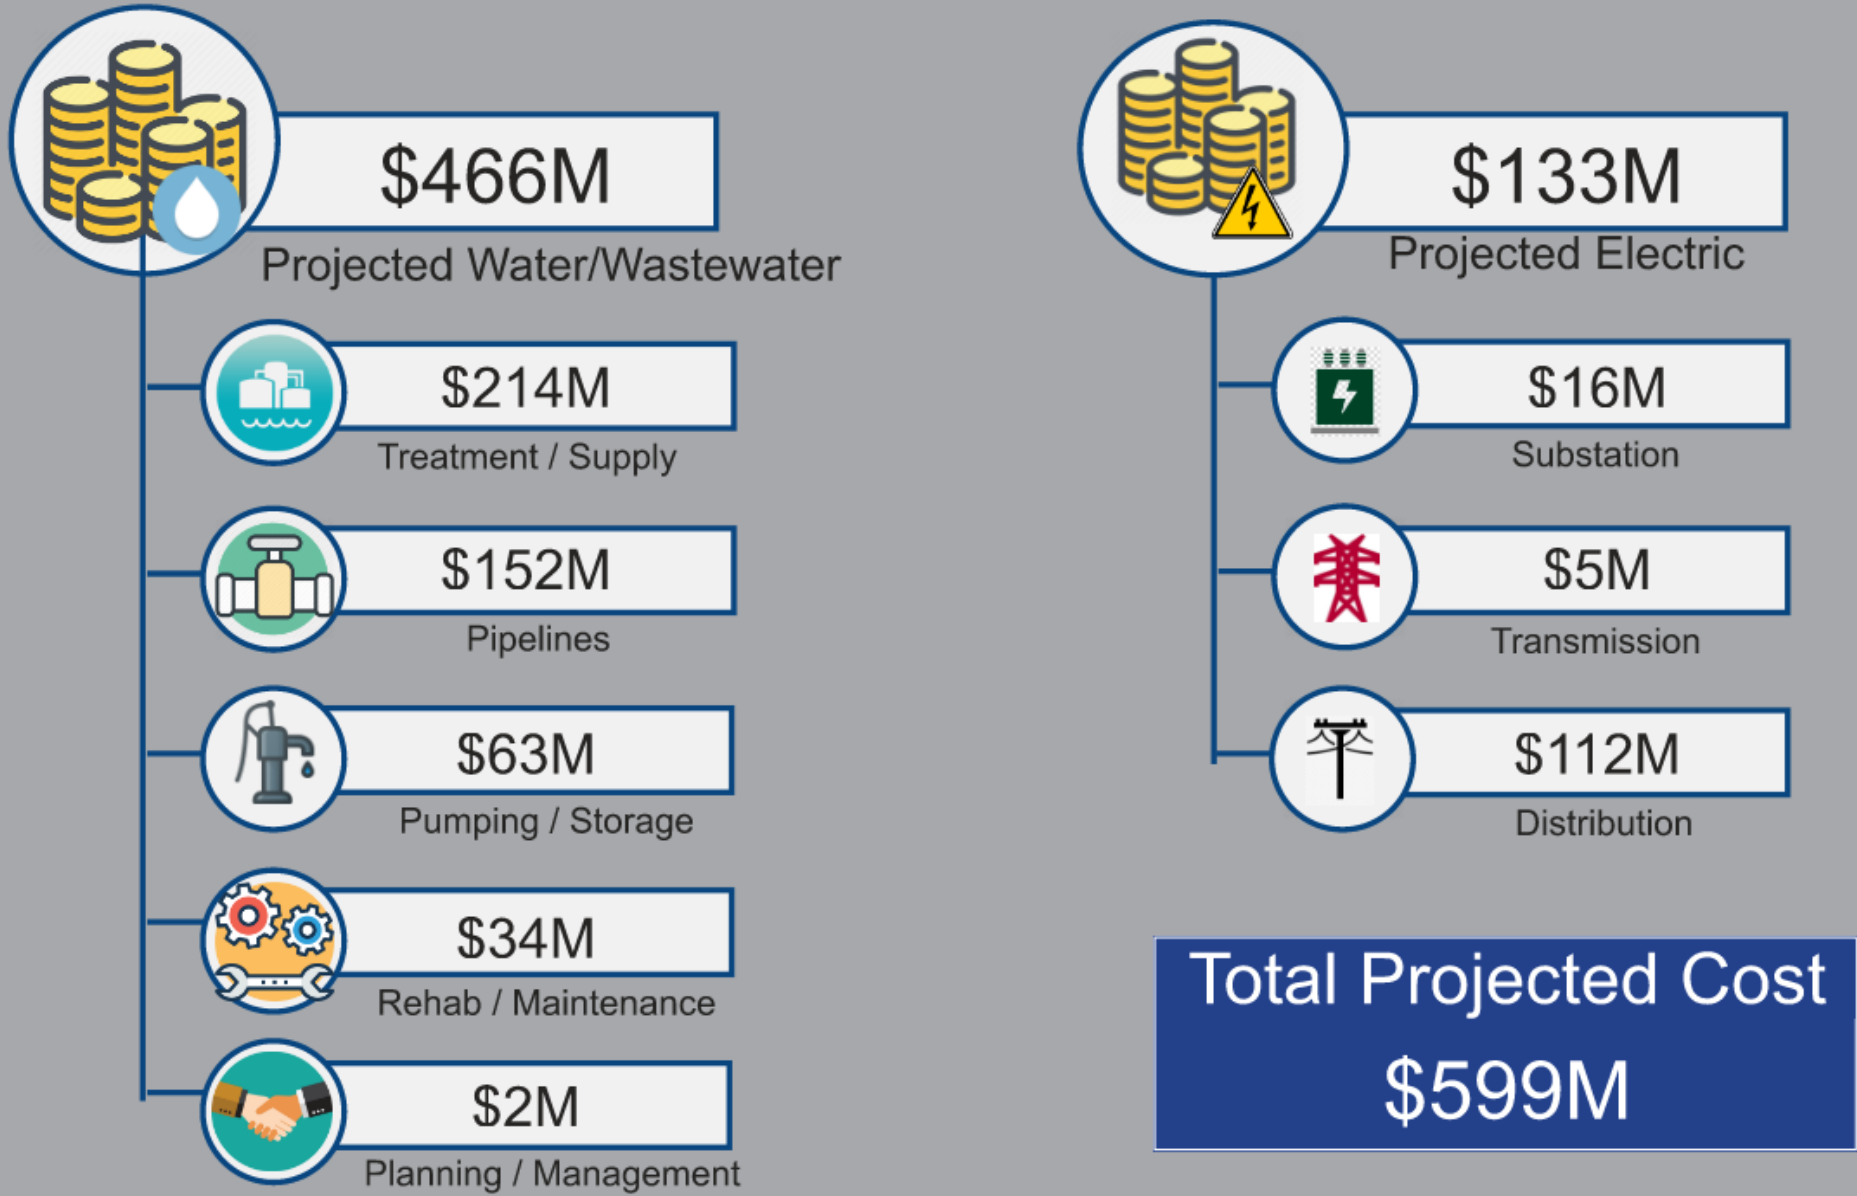 $466M
Projected Water/Wastewater
$214M
Treatment / Supply
$152M
Pipelines
$63M
Pumping / Storage
$34M
Rehab / Maintenance
$2M
Planning / Management
$133M
Projected Electric
$16M
Substation
$5M
Transmission
$112M
Distribution
Total Projected Cost
$599M